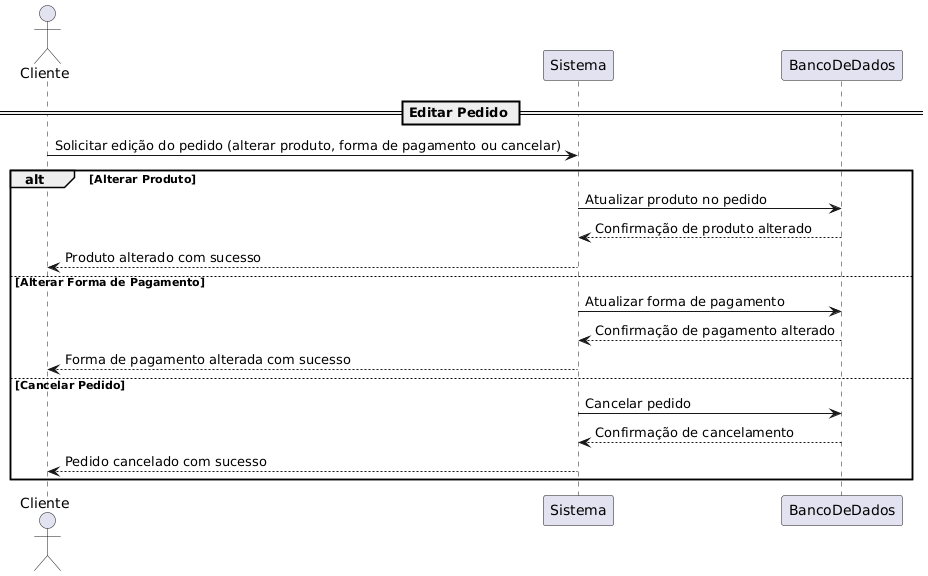 Cliente
Sistema
BancoDeDados
Editar Pedido
Solicitar edição do pedido (alterar produto, forma de pagamento ou cancelar)
alt [Alterar Produto]
Atualizar produto no pedido
Confirmação de produto alterado
Produto alterado com sucesso
[Alterar Forma de Pagamento]
Atualizar forma de pagamento
Confirmação de pagamento alterado
Forma de pagamento alterada com sucesso
[Cancelar Pedido]
Cancelar pedido
Confirmação de cancelamento
Pedido cancelado com sucesso
Cliente
Sistema
BancoDeDados